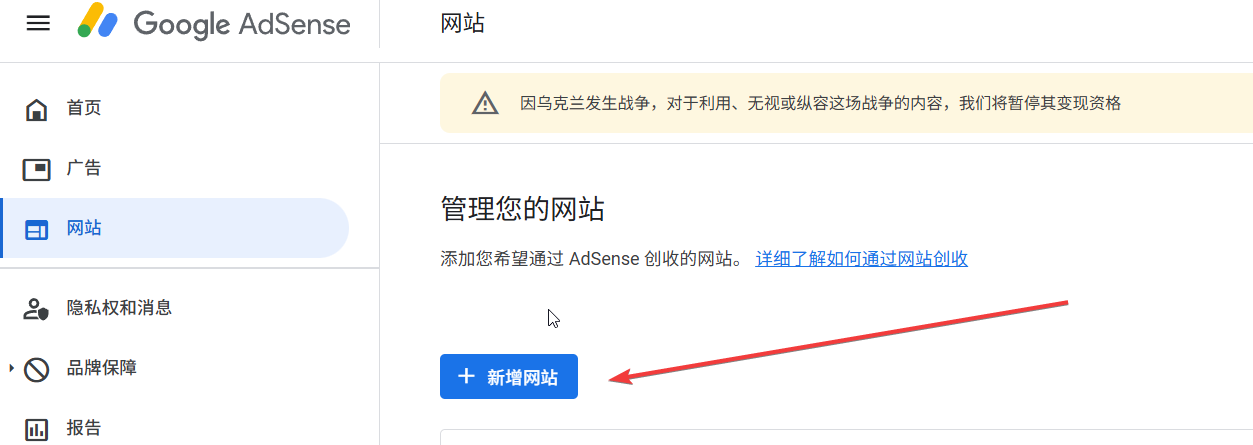 Google AdSense
网站
首页
广告
网站
隐私权和消息
品牌保障
报告
因乌克兰发生战争，对于利用、无视或纵容这场战争的内容，我们将暂停其变现资格
管理您的网站
添加您希望通过 AdSense 创收的网站。 详细了解如何通过网站创收
+ 新增网站